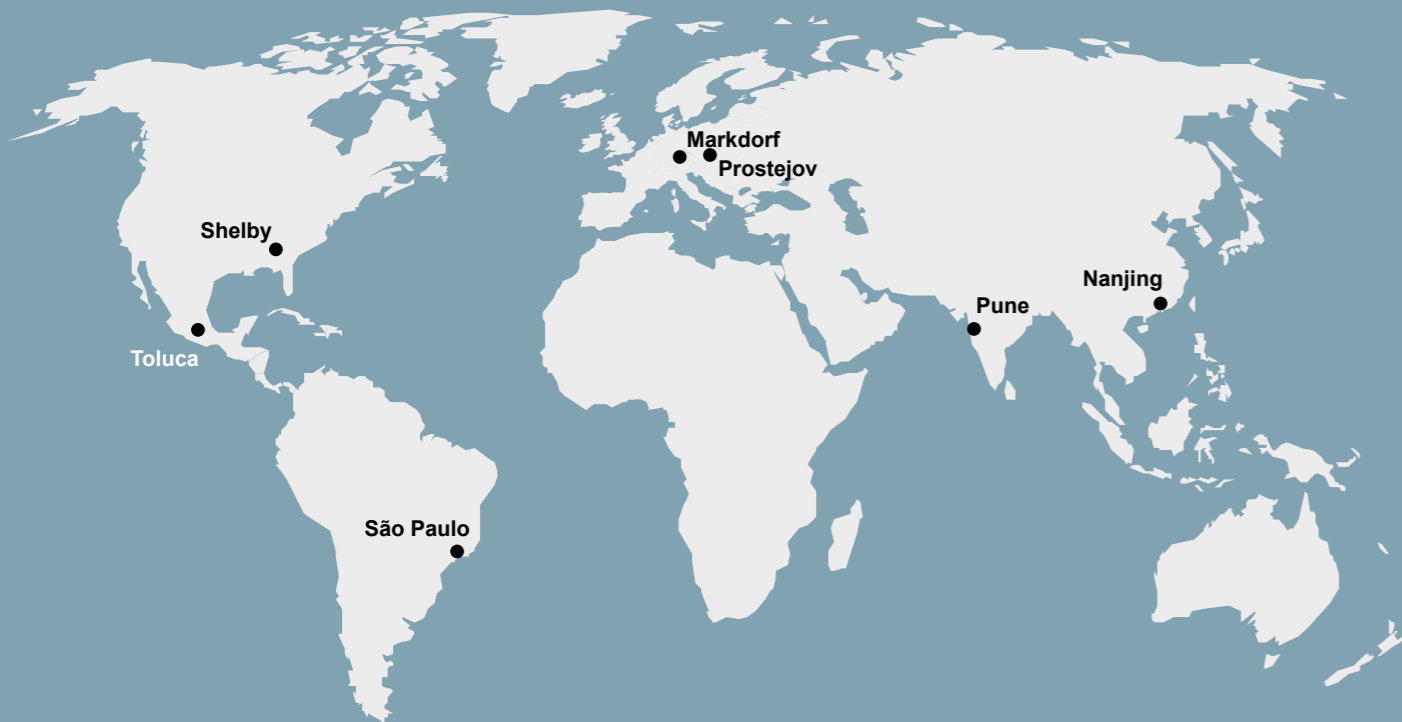 Markdorf
Prostejov
Shelby
Nanjing
Pune
Toluca
São Paulo